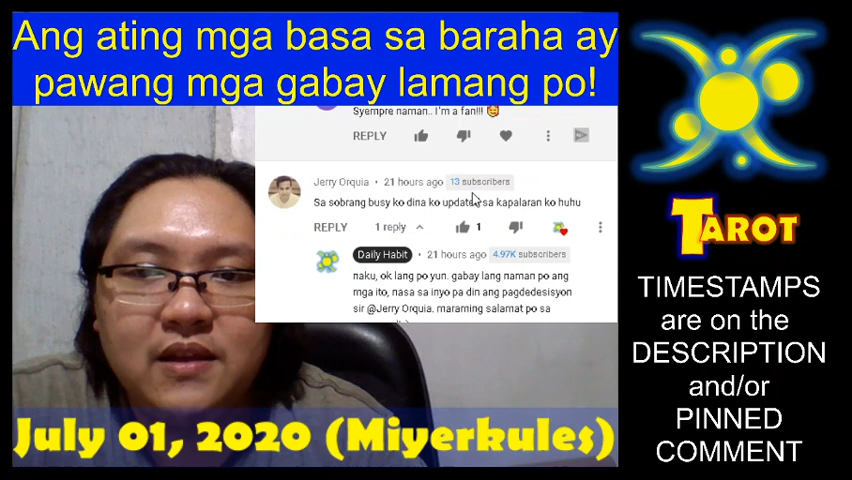 Ang ating mga basa sa baraha ay
pawang mga gabay lamang po!
Syempre naman.. I'm a fan!!!
REPLY
Jerry Orquia • 21 hours ago 13 subscribers
Sa sobrang busy ko dina ko updated sa kapalaran ko huhu
REPLY 1 reply 1
Daily Habit • 21 hours ago 4.97K subscribers
naku, ok lang po yun. gabay lang naman po ang
mga ito, nasa sa inyo pa din ang pagdedesisyon
sir @Jerry Orquia. maraming salamat po sa
July 01, 2020 (Miyerkules)
TAROT
TIMESTAMPS
are on the
DESCRIPTION
and/or
PINNED
COMMENT